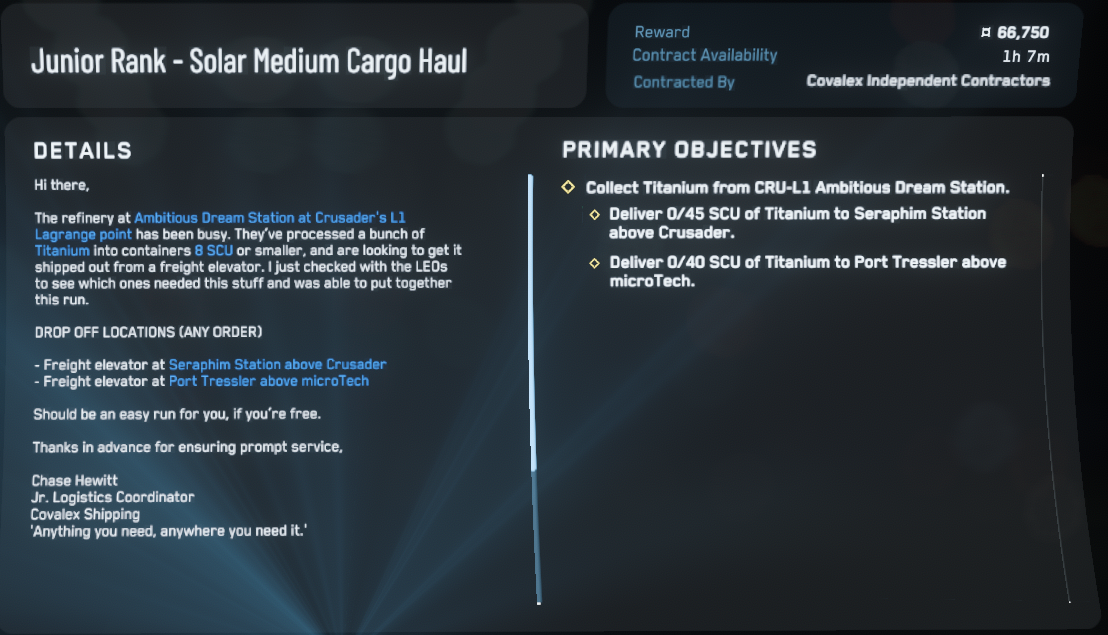 Junior Rank - Solar Medium Cargo Haul
Reward ¤ 66,750
Contract Availability 1h 7m
Contracted By Covalex Independent Contractors
DETAILS
Hi there,
The refinery at Ambitious Dream Station at Crusader's L1
Lagrange point has been busy. They've processed a bunch of
Titanium into containers 8 SCU or smaller, and are looking to get it
shipped out from a freight elevator. I just checked with the LEOs
to see which ones needed this stuff and was able to put together
this run.
DROP OFF LOCATIONS (ANY ORDER)
- Freight elevator at Seraphim Station above Crusader
- Freight elevator at Port Tressler above microTech
Should be an easy run for you, if you're free.
Thanks in advance for ensuring prompt service,
Chase Hewitt
Jr. Logistics Coordinator
Covalex Shipping
'Anything you need, anywhere you need it.'
PRIMARY OBJECTIVES
Collect Titanium from CRU-L1 Ambitious Dream Station.
Deliver 0/45 SCU of Titanium to Seraphim Station
above Crusader.
Deliver 0/40 SCU of Titanium to Port Tressler above
microTech.